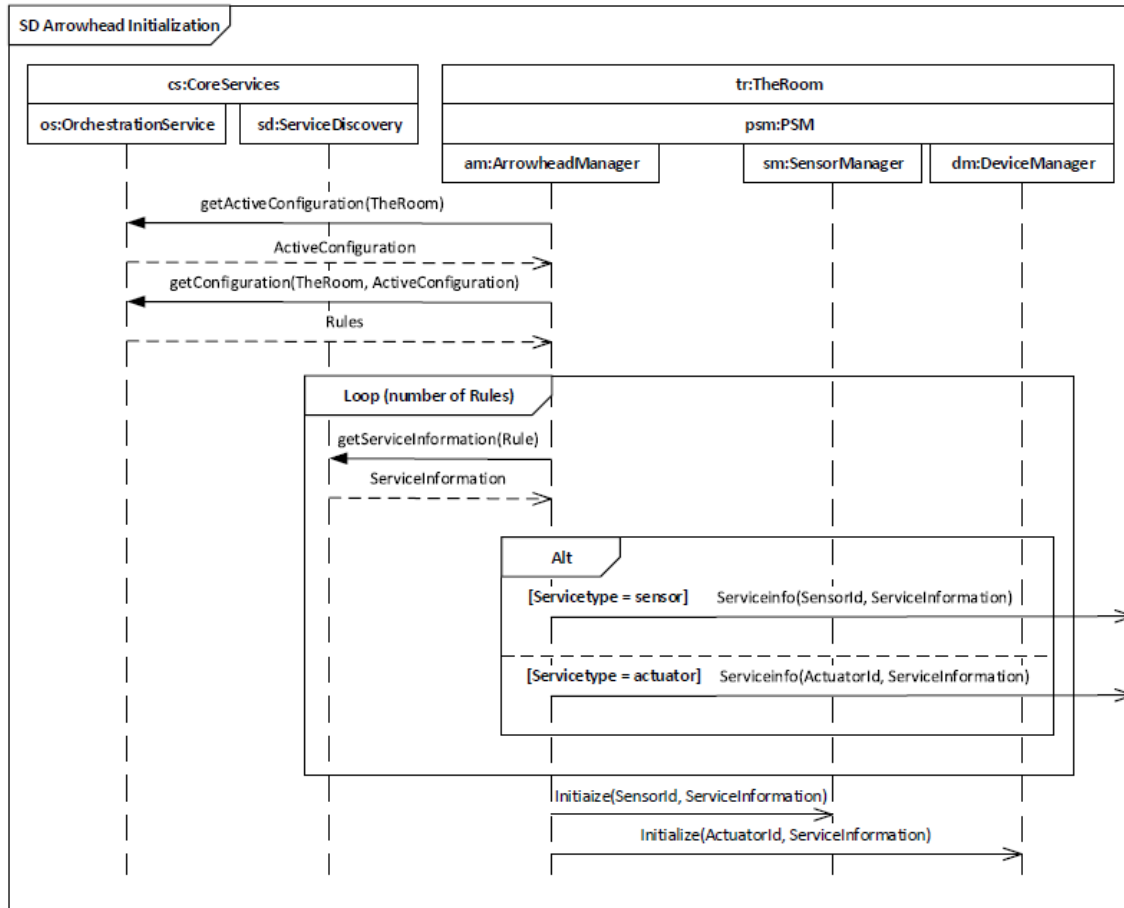 SD Arrowhead Initialization
cs:CoreServices
tr:TheRoom
os:OrchestrationService
sd:ServiceDiscovery
psm:PSM
am:ArrowheadManager
sm:SensorManager
dm:DeviceManager
getActiveConfiguration(TheRoom)
ActiveConfiguration
getConfiguration(TheRoom, ActiveConfiguration)
Rules
Loop (number of Rules)
getServiceInformation(Rule)
ServiceInformation
Alt
[Servicetype = sensor] Serviceinfo(SensorId, ServiceInformation)
[Servicetype = actuator] Serviceinfo(ActuatorId, ServiceInformation)
Initiaize(SensorId, ServiceInformation)
Initialize(ActuatorId, ServiceInformation)